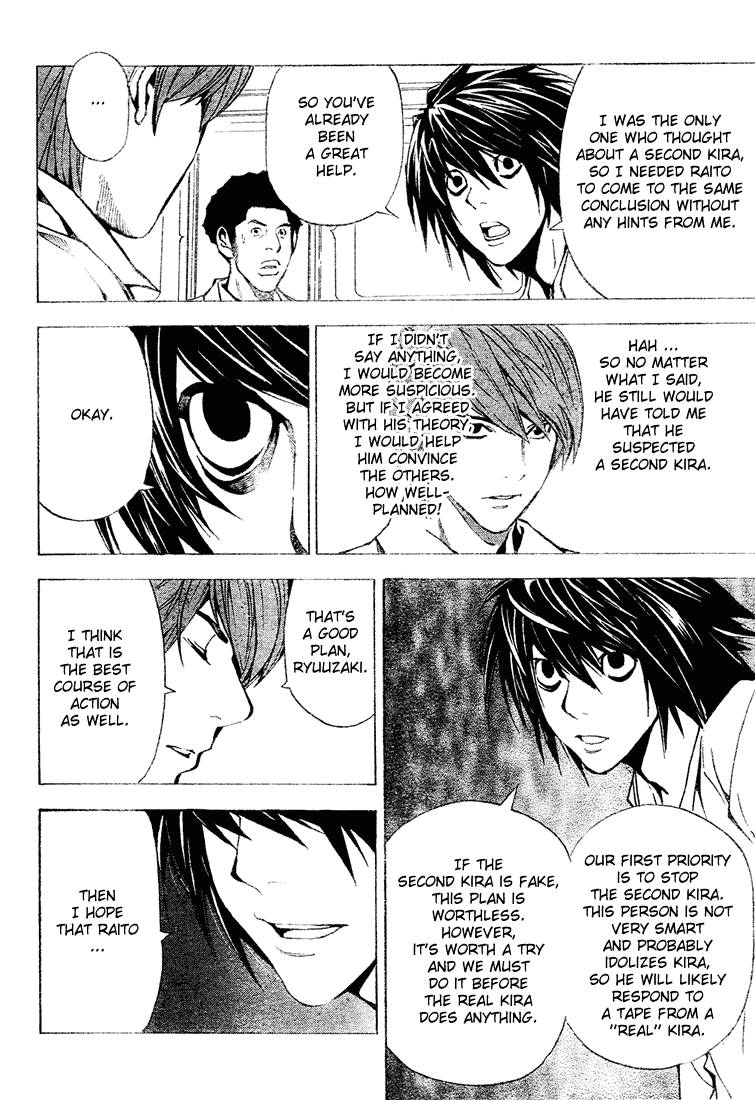 I WAS THE ONLY
ONE WHO THOUGHT
ABOUT A SECOND KIRA,
SO I NEEDED RAITO
TO COME TO THE SAME
CONCLUSION WITHOUT
ANY HINTS FROM ME.
SO YOU'VE
ALREADY
BEEN
A GREAT
HELP.
...
HAH ...
SO NO MATTER
WHAT I SAID,
HE STILL WOULD
HAVE TOLD ME
THAT HE
SUSPECTED
A SECOND KIRA.
IF I DIDN'T
SAY ANYTHING,
I WOULD BECOME
MORE SUSPICIOUS.
BUT IF I AGREED
WITH HIS THEORY,
I WOULD HELP
HIM CONVINCE
THE OTHERS.
HOW WELL-
PLANNED!
OKAY.
THAT'S
A GOOD
PLAN,
RYUUZAKI.
I THINK
THAT IS
THE BEST
COURSE OF
ACTION
AS WELL.
OUR FIRST PRIORITY
IS TO STOP
THE SECOND KIRA.
THIS PERSON IS NOT
VERY SMART
AND PROBABLY
IDOLIZES KIRA,
SO HE WILL LIKELY
RESPOND TO
A TAPE FROM A
"REAL" KIRA.
IF THE
SECOND KIRA IS FAKE,
THIS PLAN IS
WORTHLESS.
HOWEVER,
IT'S WORTH A TRY
AND WE MUST
DO IT BEFORE
THE REAL KIRA
DOES ANYTHING.
THEN
I HOPE
THAT RAITO
...